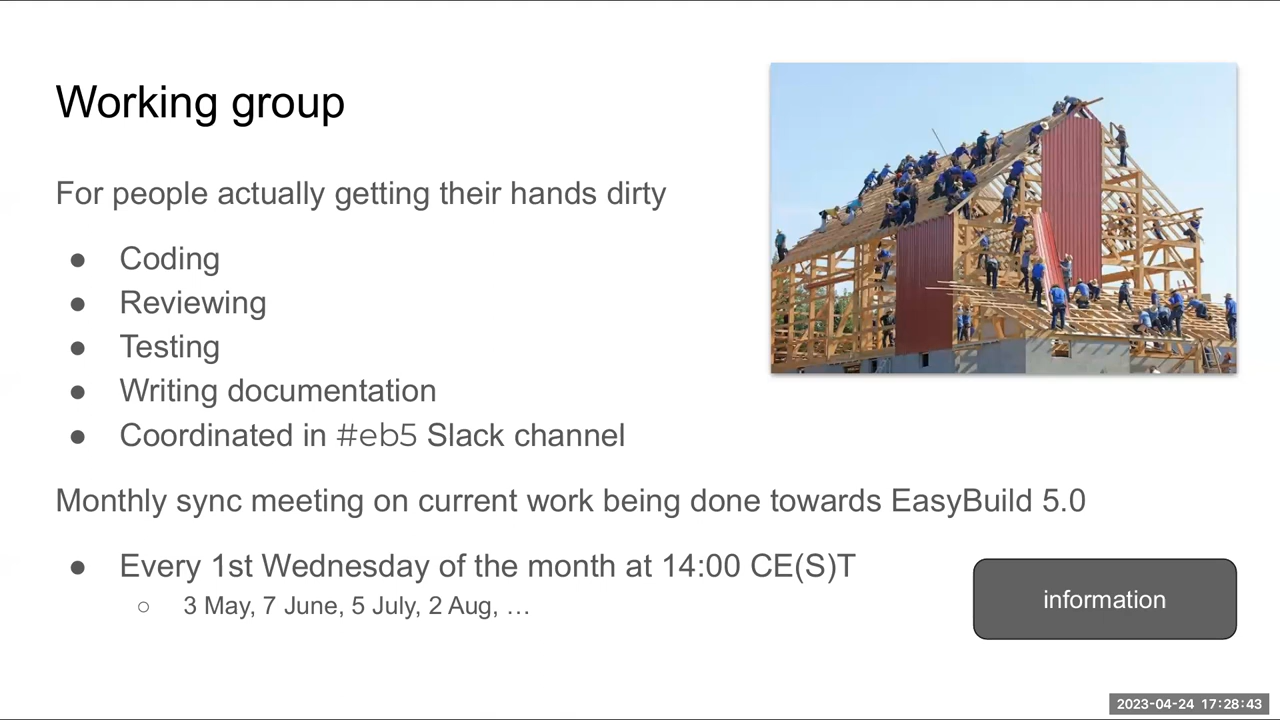 Working group
For people actually getting their hands dirty
● Coding
● Reviewing
● Testing
● Writing documentation
● Coordinated in #eb5 Slack channel
Monthly sync meeting on current work being done towards EasyBuild 5.0
● Every 1st Wednesday of the month at 14:00 CE(S)T
○ 3 May, 7 June, 5 July, 2 Aug, …
information
2023-04-24 17:28:43